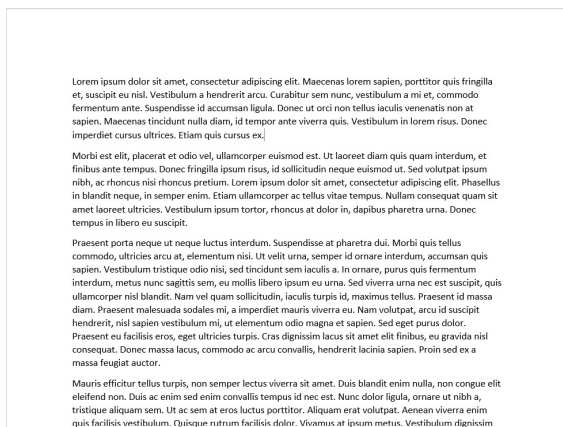 Lorem ipsum dolor sit amet, consectetur adipiscing elit. Maecenas lorem sapien, porttitor quis fringilla
et, suscipit eu nisl. Vestibulum a hendrerit arcu. Curabitur sem nunc, vestibulum a mi et, commodo
fermentum ante. Suspendisse id accumsan ligula. Donec ut orci non tellus iaculis venenatis non at
sapien. Maecenas tincidunt nulla diam, id tempor ante viverra quis. Vestibulum in lorem risus. Donec
imperdiet cursus ultrices. Etiam quis cursus ex.
Morbi est elit, placerat et odio vel, ullamcorper euismod est. Ut laoreet diam quis quam interdum, et
finibus ante tempus. Donec fringilla ipsum risus, id sollicitudin neque euismod ut. Sed volutpat ipsum
nibh, ac rhoncus nisi rhoncus pretium. Lorem ipsum dolor sit amet, consectetur adipiscing elit. Phasellus
in blandit neque, in semper enim. Etiam ullamcorper ac tellus vitae tempus. Nullam consequat quam sit
amet laoreet ultricies. Vestibulum ipsum tortor, rhoncus at dolor in, dapibus pharetra urna. Donec
tempus in libero eu suscipit.
Praesent porta neque ut neque luctus interdum. Suspendisse at pharetra dui. Morbi quis tellus
commodo, ultricies arcu at, elementum nisi. Ut velit urna, semper id ornare interdum, accumsan quis
sapien. Vestibulum tristique odio nisi, sed tincidunt sem iaculis a. In ornare, purus quis fermentum
interdum, metus nunc sagittis sem, eu mollis libero ipsum eu urna. Sed viverra urna nec est suscipit, quis
ullamcorper nisl blandit. Nam vel quam sollicitudin, iaculis turpis id, maximus tellus. Praesent id massa
diam. Praesent malesuada sodales mi, a imperdiet mauris viverra eu. Nam volutpat, arcu id suscipit
hendrerit, nisl sapien vestibulum mi, ut elementum odio magna et sapien. Sed eget purus dolor.
Praesent eu facilisis eros, eget ultricies turpis. Cras dignissim lacus sit amet elit finibus, eu gravida nisl
consequat. Donec massa lacus, commodo ac arcu convallis, hendrerit lacinia sapien. Proin sed ex a
massa feugiat auctor.
Mauris efficitur tellus turpis, non semper lectus viverra sit amet. Duis blandit enim nulla, non congue elit
eleifend non. Duis ac enim sed enim convallis tempus id nec est. Nunc dolor ligula, ornare ut nibh a,
tristique aliquam sem. Ut ac sem at eros luctus porttitor. Aliquam erat volutpat. Aenean viverra enim
quis facilisis vestibulum. Quisque rutrum facilisis dolor. Vivamus at ipsum metus. Vestibulum dignissim